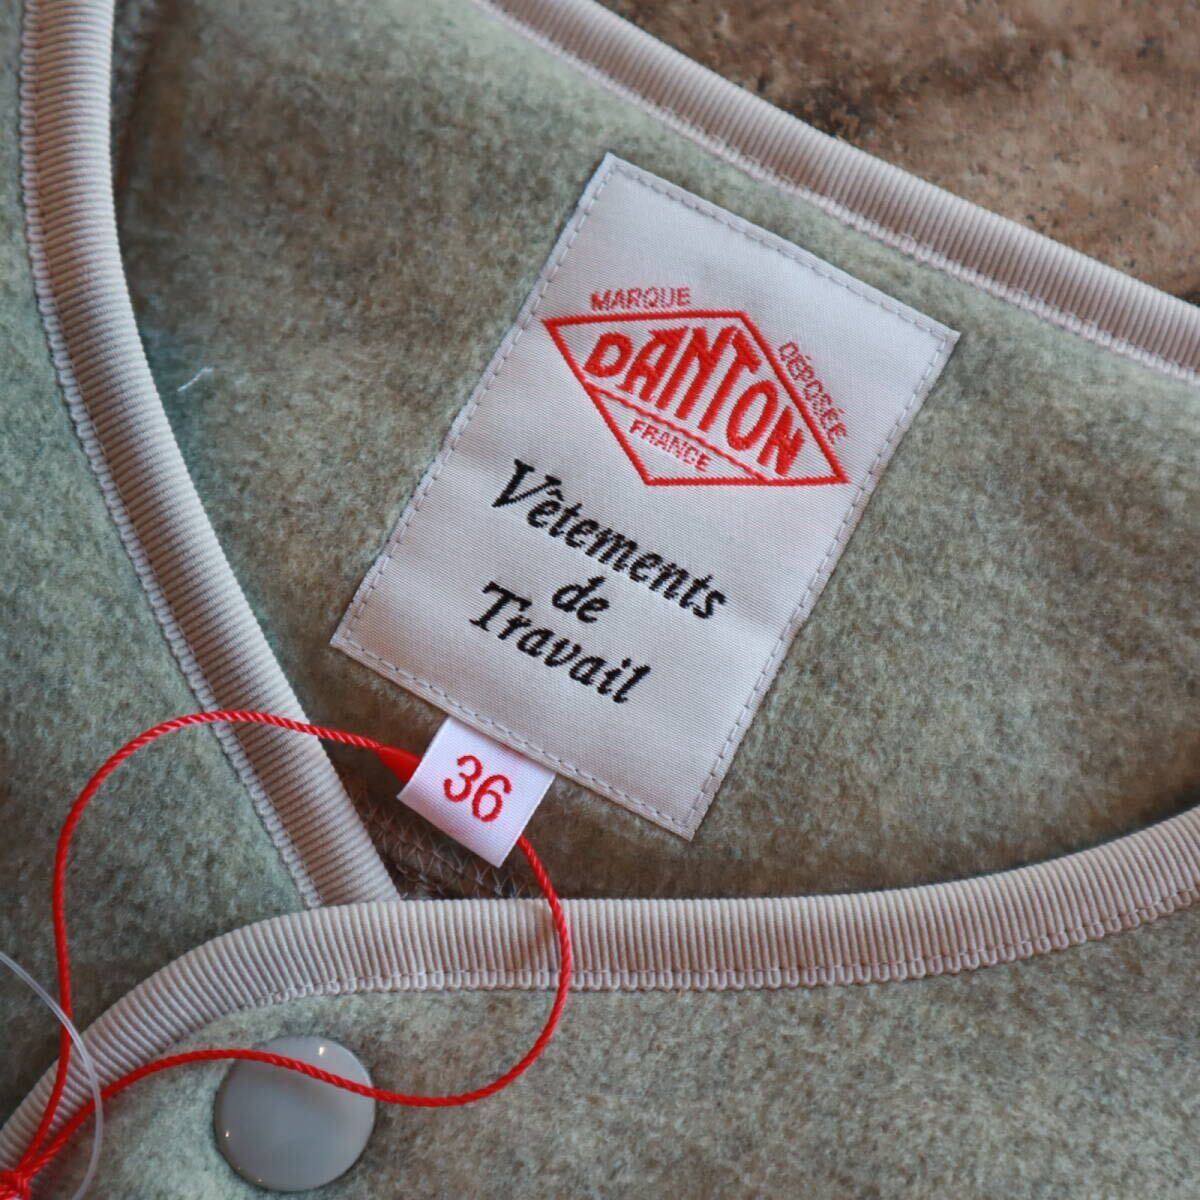 MARQUE
DÉPOSÉE
DANTON
FRANCE
Vêtements
de
Travail
36